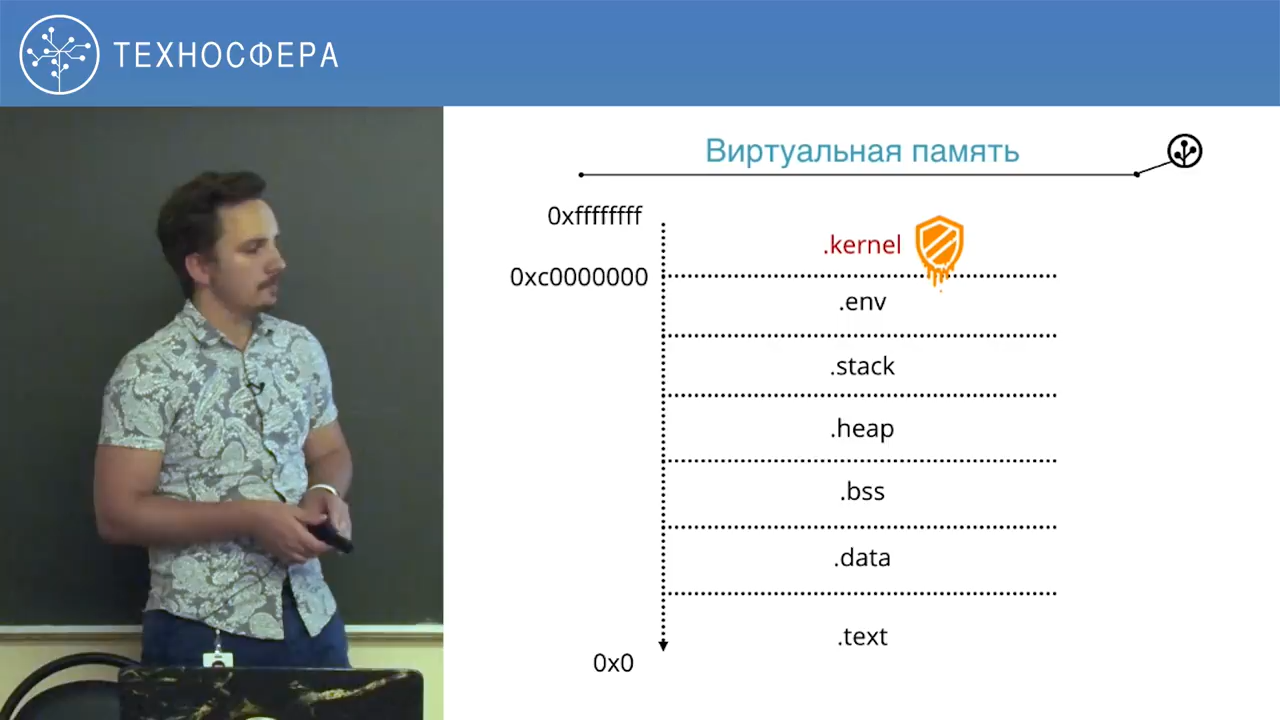 ТЕХНОСФЕРА
Виртуальная память
0xffffffff
.kernel
0xc0000000
.env
.stack
.heap
.bss
.data
.text
0x0